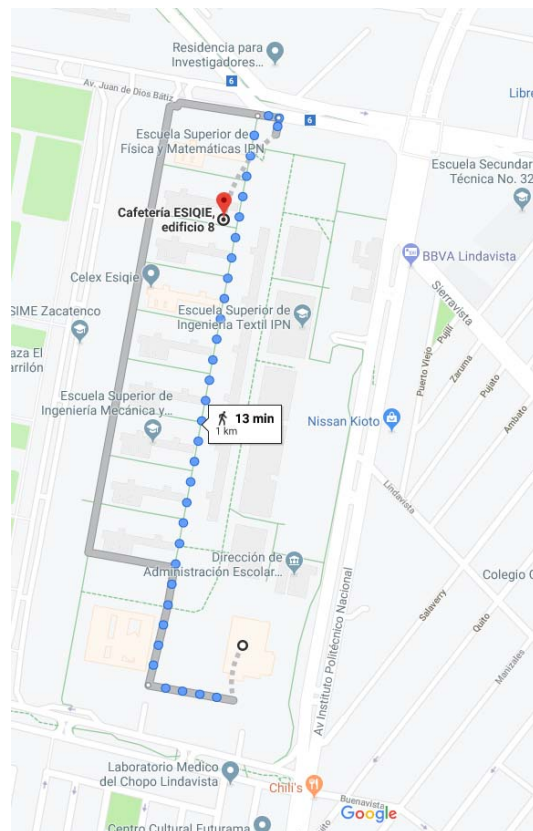 Residencia para
Investigadores...
6
Av. Juan de Dios Bátiz
Libre
6
Escuela Superior de
Física y Matemáticas IPN
Escuela Secun
Técnica No. 32
Cafetería ESIQIE,
edificio 8
BBVA Lindavista
Sierravista
Celex Esiqie
SIME Zacatenco
Escuela Superior de
Ingeniería Textil IPN
Puerto Viejo
Pujilí
Zaruma
Pujato
Ambato
aza El
arrilón
Escuela Superior de
Ingeniería Mecánica y...
13 min
1 km
Nissan Kioto
Lindavista
Dirección de
Administración Escolar...
Colegio C
Salaverry
Quito
Manizales
Av Instituto Politécnico Nacional
Laboratorio Medico
del Chopo Lindavista
Chili's
Buenavista
Google
Centro Cultural Futurama
uito